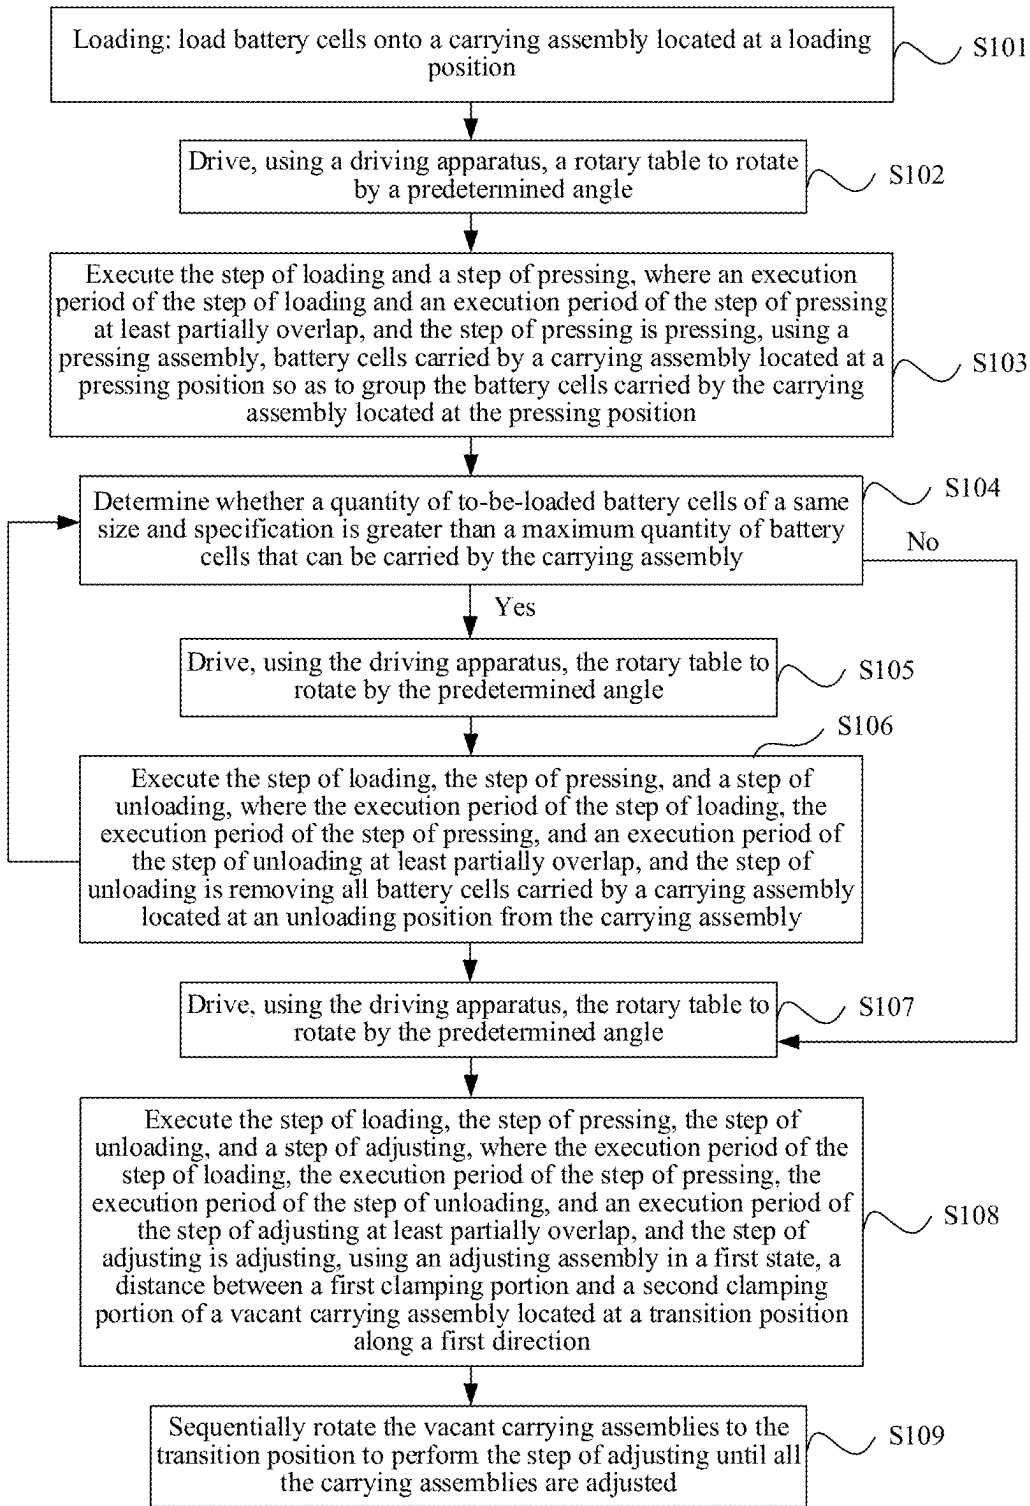 Loading: load battery cells onto a carrying assembly located at a loading
position
S101
Drive, using a driving apparatus, a rotary table to rotate
by a predetermined angle
S102
Execute the step of loading and a step of pressing, where an execution
period of the step of loading and an execution period of the step of pressing
at least partially overlap, and the step of pressing is pressing, using a
pressing assembly, battery cells carried by a carrying assembly located at a
pressing position so as to group the battery cells carried by the carrying
assembly located at the pressing position
S103
Determine whether a quantity of to-be-loaded battery cells of a same
size and specification is greater than a maximum quantity of battery
cells that can be carried by the carrying assembly
S104
No
Yes
Drive, using the driving apparatus, the rotary table to
rotate by the predetermined angle
S105
S106
Execute the step of loading, the step of pressing, and a step of
unloading, where the execution period of the step of loading, the
execution period of the step of pressing, and an execution period of
the step of unloading at least partially overlap, and the step of
unloading is removing all battery cells carried by a carrying assembly
located at an unloading position from the carrying assembly
Drive, using the driving apparatus, the rotary table to
rotate by the predetermined angle
S107
Execute the step of loading, the step of pressing, the step of
unloading, and a step of adjusting, where the execution period of the
step of loading, the execution period of the step of pressing, the
execution period of the step of unloading, and an execution period of
the step of adjusting at least partially overlap, and the step of
adjusting is adjusting, using an adjusting assembly in a first state, a
distance between a first clamping portion and a second clamping
portion of a vacant carrying assembly located at a transition position
along a first direction
S108
Sequentially rotate the vacant carrying assemblies to the
transition position to perform the step of adjusting until all
the carrying assemblies are adjusted
S109